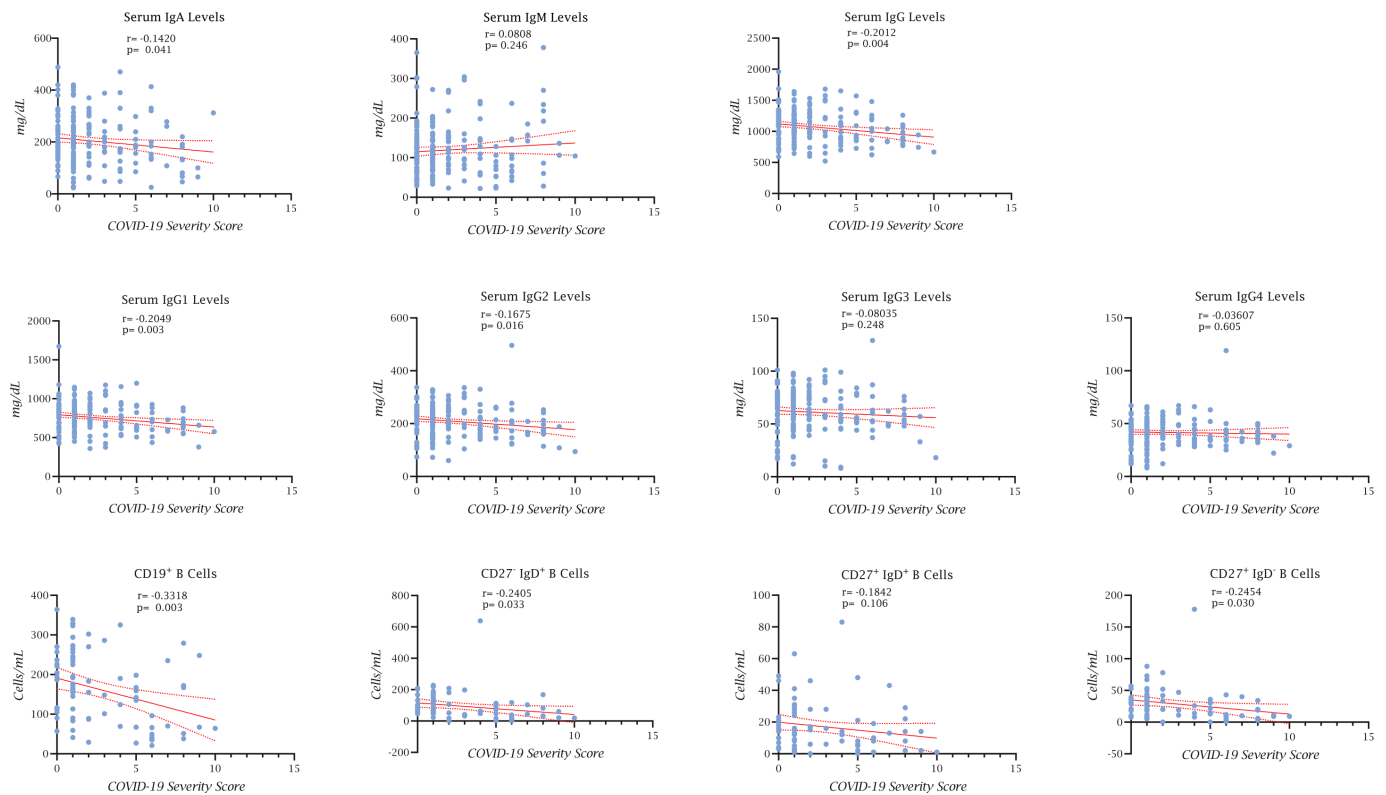 Serum IgA Levels
r= -0.1420
p= 0.041
600
400
200
0
mg/dL
0 5 10 15
COVID-19 Severity Score
Serum IgM Levels
r= 0.0808
p= 0.246
400
300
200
100
0
mg/dL
0 5 10 15
COVID-19 Severity Score
Serum IgG Levels
r= -0.2012
p= 0.004
2500
2000
1500
1000
500
0
mg/dL
0 5 10 15
COVID-19 Severity Score
Serum IgG1 Levels
r= -0.2049
p= 0.003
2000
1500
1000
500
0
mg/dL
0 5 10 15
COVID-19 Severity Score
Serum IgG2 Levels
r= -0.1675
p= 0.016
600
400
200
0
mg/dL
0 5 10 15
COVID-19 Severity Score
Serum IgG3 Levels
r= -0.08035
p= 0.248
150
100
50
0
mg/dL
0 5 10 15
COVID-19 Severity Score
Serum IgG4 Levels
r= -0.03607
p= 0.605
150
100
50
0
mg/dL
0 5 10 15
COVID-19 Severity Score
CD19⁺ B Cells
r= -0.3318
p= 0.003
400
300
200
100
0
Cells/mL
0 5 10 15
COVID-19 Severity Score
CD27⁻ IgD⁺ B Cells
r= -0.2405
p= 0.033
800
600
400
200
0
-200
Cells/mL
5 10 15
COVID-19 Severity Score
CD27⁺ IgD⁺ B Cells
r= -0.1842
p= 0.106
100
80
60
40
20
0
Cells/mL
0 5 10 15
COVID-19 Severity Score
CD27⁺ IgD⁻ B Cells
r= -0.2454
p= 0.030
200
150
100
50
0
-50
Cells/mL
5 10 15
COVID-19 Severity Score